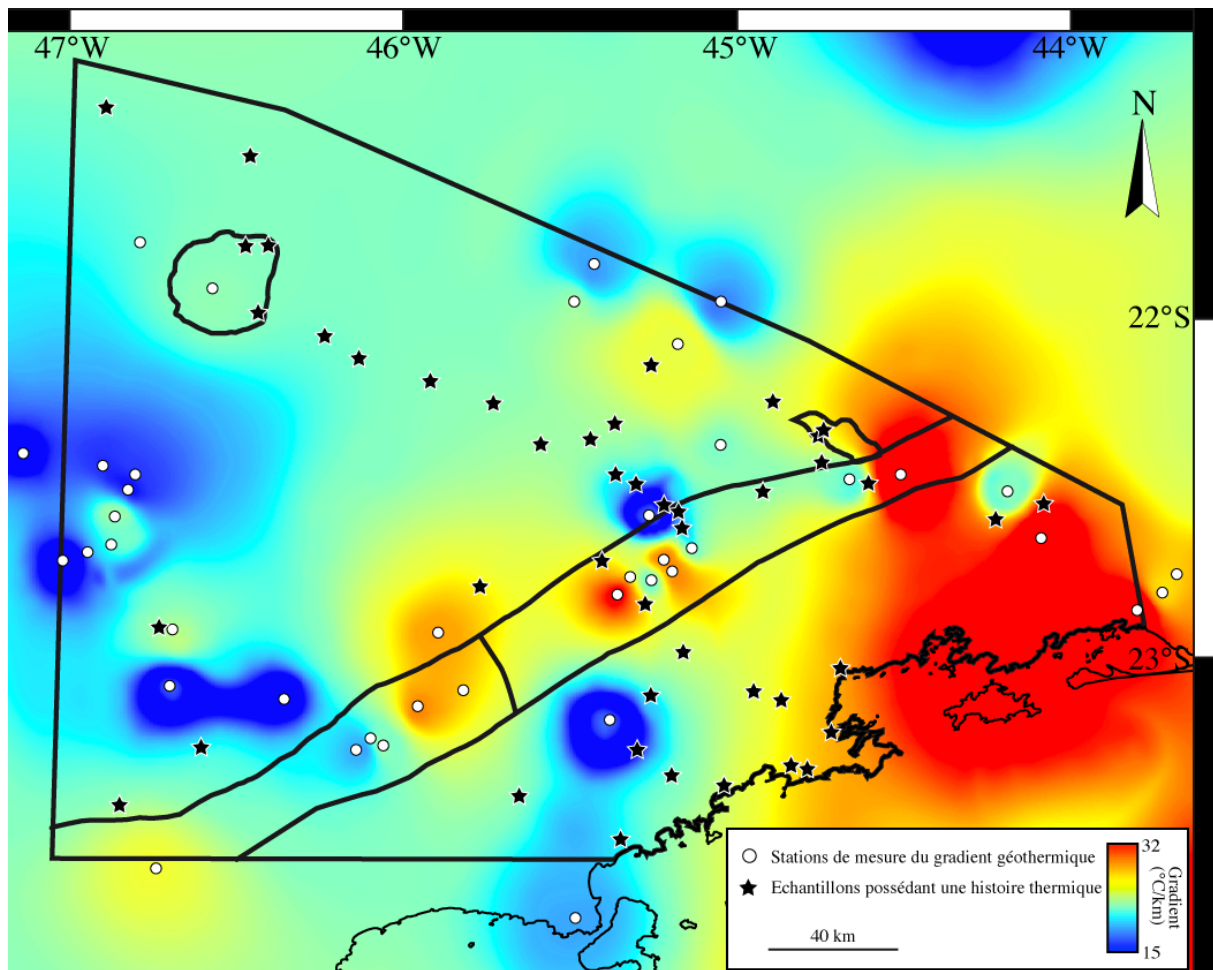 47°W 46°W 45°W 44°W
N
22°S
23°S
Stations de mesure du gradient géothermique
Echantillons possédant une histoire thermique
40 km
32
Gradient
(°C/km)
15